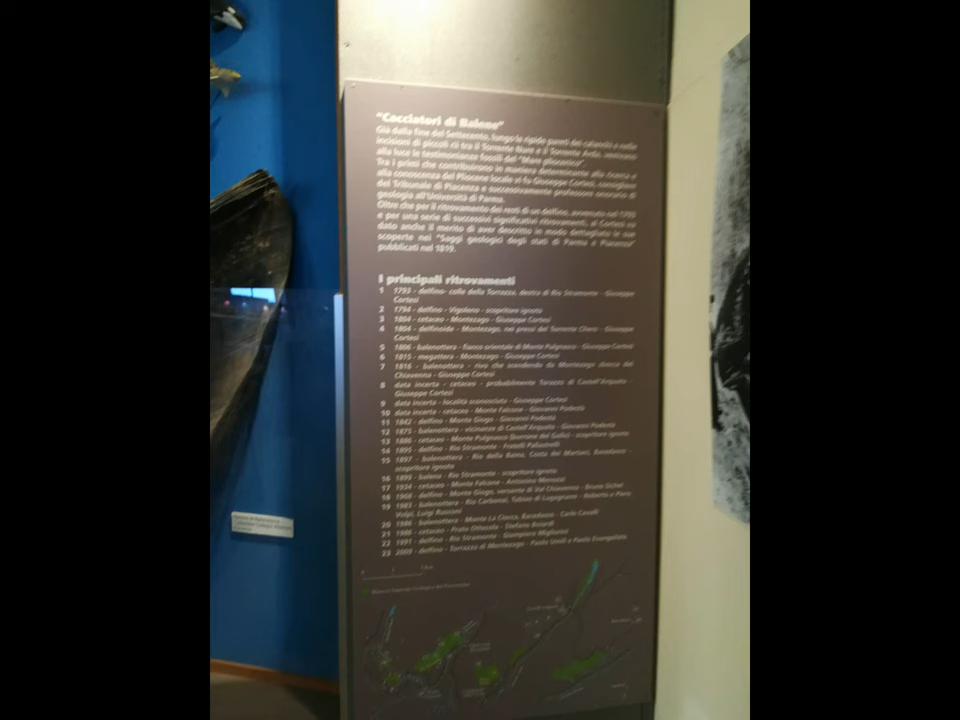 "Cacciatori di Balene"
Già dalla fine del Settecento, lungo le ripide pareti dei calanchi e nelle
incisioni di piccoli rii tra il Torrente Nure e il Torrente Arda, venivano
alla luce le testimonianze fossili del "Mare pliocenico".
Tra i primi che contribuirono in maniera determinante alla ricerca e
alla conoscenza del Pliocene locale vi fu Giuseppe Cortesi, consigliere
del Tribunale di Piacenza e successivamente professore onorario di
geologia all'Università di Parma.
Oltre che per il ritrovamento dei resti di un delfino, avvenuto nel 1793
e per una serie di successivi significativi ritrovamenti, al Cortesi va
dato anche il merito di aver descritto in modo dettagliato le sue
scoperte nei "Saggi geologici degli stati di Parma e Piacenza"
pubblicati nel 1819.
I principali ritrovamenti
1 1793 - delfino- colle della Torrazza, destra di Rio Stramonte - Giuseppe
Cortesi
2 1794 - delfino - Vigoleno - scopritore ignoto
3 1804 - cetaceo - Montezago - Giuseppe Cortesi
4 1804 - delfinoide - Montezago, nei pressi del Torrente Chero - Giuseppe
Cortesi
5 1806 - balenottera - fianco orientale di Monte Pulgnasco - Giuseppe Cortesi
6 1815 - megattera - Montezago - Giuseppe Cortesi
7 1816 - balenottera - rivo che scendendo da Montezago diviene del
Chiavenna - Giuseppe Cortesi
8 data incerta - cetaceo - probabilmente Torazza di Castell'Arquato -
Giuseppe Cortesi
9 data incerta - località sconosciuta - Giuseppe Cortesi
10 data incerta - cetaceo - Monte Falcone - Giovanni Podestà
11 1842 - delfino - Monte Giogo - Giovanni Podestà
12 1875 - balenottera - vicinanze di Castell'Arquato - Giovanni Podestà
13 1886 - cetaceo - Monte Pulgnasco - scopritore ignoto
14 1895 - delfino - Rio Stramonte - Fratelli Pallastrelli
15 1897 - balenottera - Rio della Baina, Costa dei Martani, Bacedasco -
scopritore ignoto
16 1899 - balena - Rio Stramonte - scopritore ignoto
17 1934 - cetaceo - Monte Falcone - Antonino Menozzi
18 1968 - delfino - Monte Giogo, versante di Val Chiavenna - Bruno Sichel
19 1983 - balenottera - Rio Carbonaí, Tabiano di Lugagnano - Roberto e Piero
Volpi, Luigi Rusconi
20 1986 - balenottera - Monte La Ciocca, Bacedasco - Carlo Cavalli
21 1986 - cetaceo - Prato Ottesola - Stefano Boiardi
22 1991 - delfino - Rio Stramonte - Giampiero Migliorini
23 2009 - delfino - Torrazza di Montezago - Paolo Umili e Paolo Evangelista